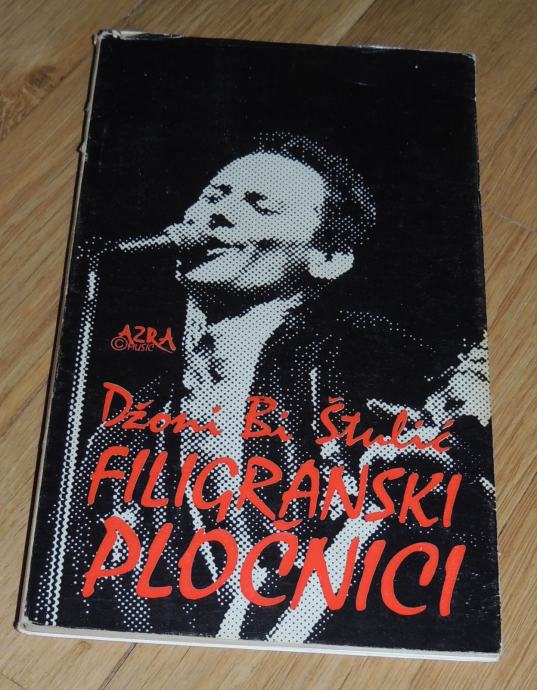 AZRA
© MUSIC
Džoni Bi Štulić
FILIGRANSKI
PLOČNICI